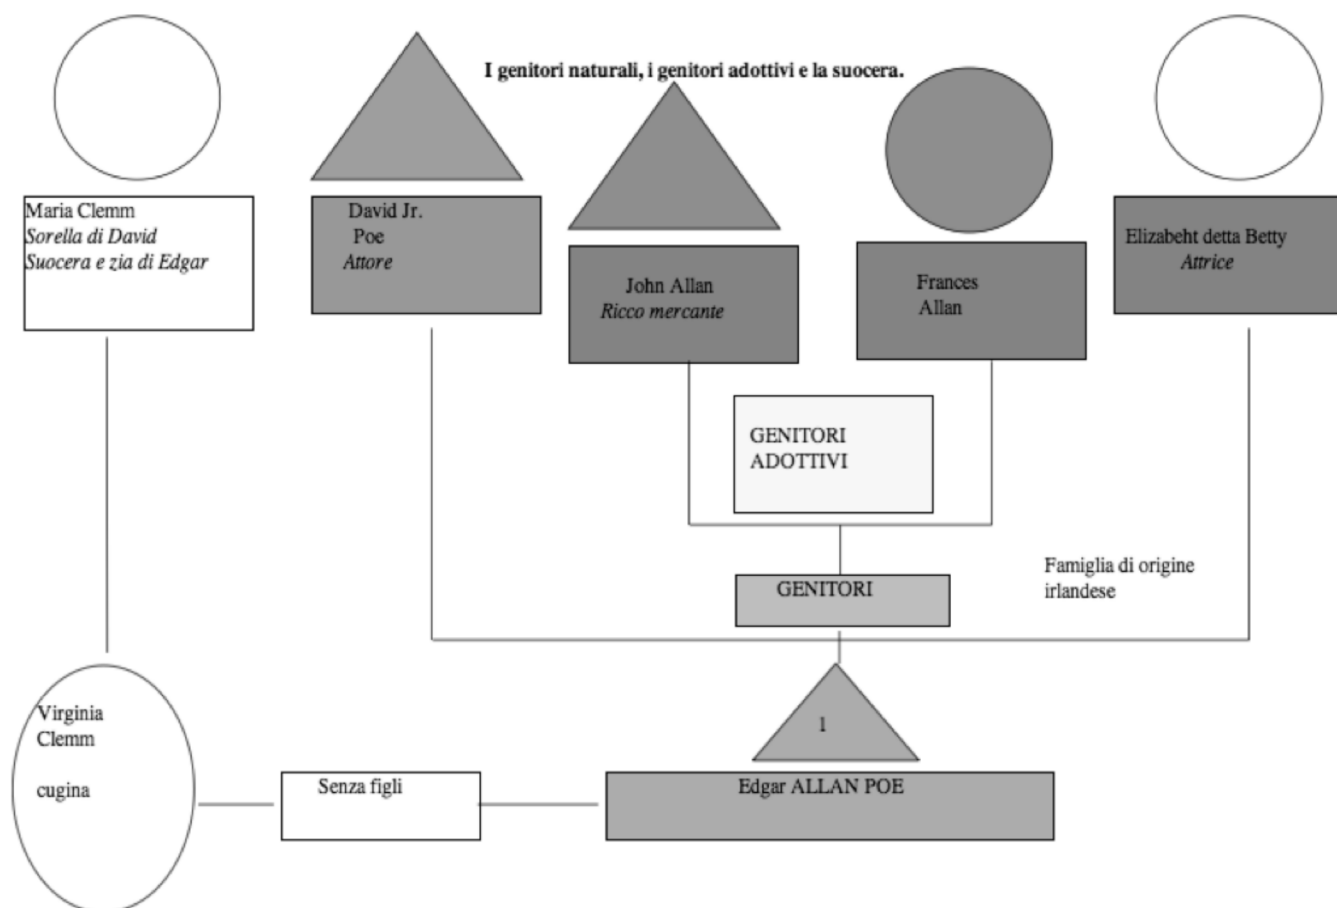 I genitori naturali, i genitori adottivi e la suocera.
Maria Clemm
Sorella di David
Suocera e zia di Edgar
David Jr.
Poe
Attore
John Allan
Ricco mercante
Frances
Allan
Elizabeht detta Betty
Attrice
GENITORI
ADOTTIVI
GENITORI
Famiglia di origine
irlandese
1
Virginia
Clemm
cugina
Senza figli
Edgar ALLAN POE